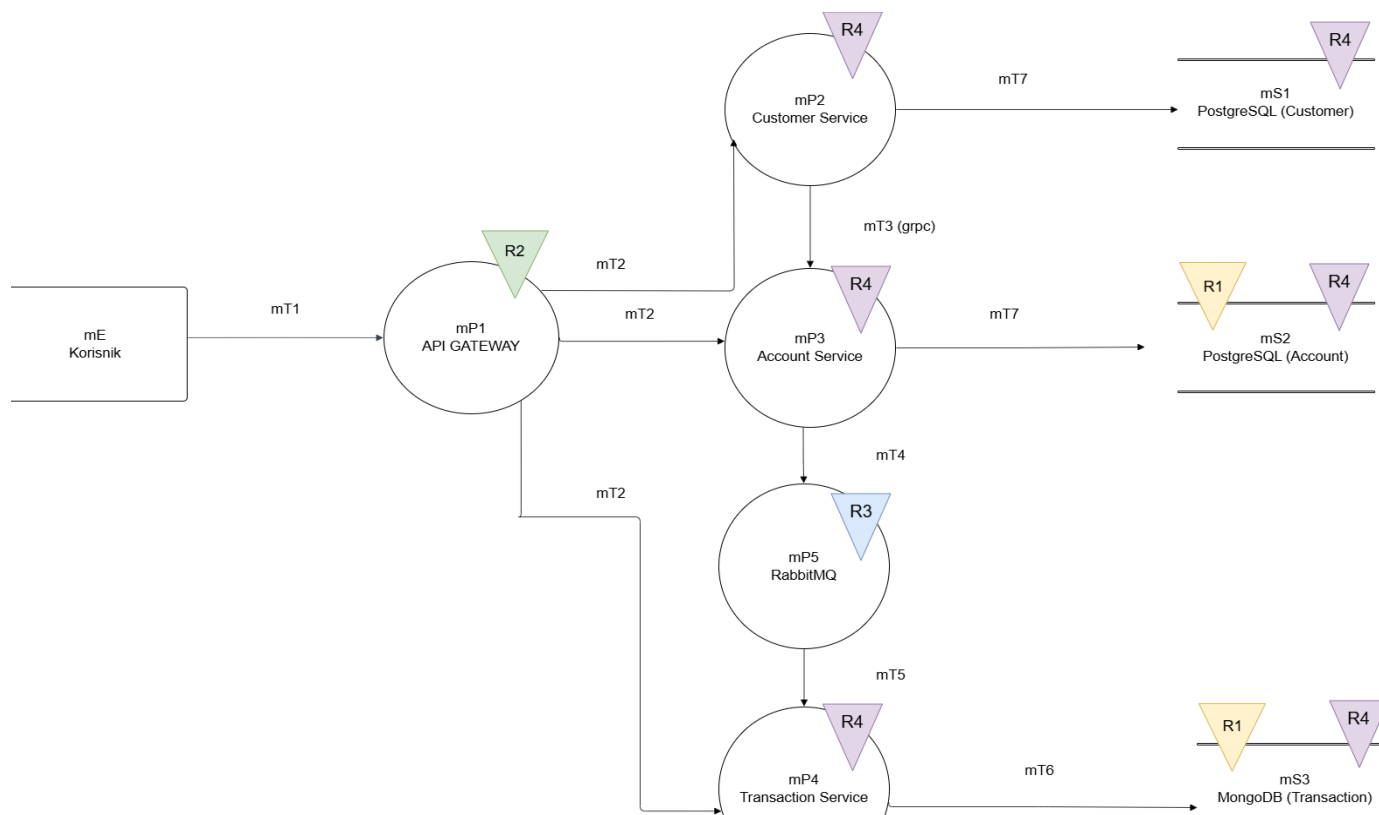 R4
R4
mP2
Customer Service
mT7
mS1
PostgreSQL (Customer)
mT3 (grpc)
R2
mT2
R4
R1
R4
mT1
mT2
mT7
mE
Korisnik
mP1
API GATEWAY
mP3
Account Service
mS2
PostgreSQL (Account)
mT4
mT2
R3
mP5
RabbitMQ
mT5
R4
R1
R4
mT6
mP4
Transaction Service
mS3
MongoDB (Transaction)